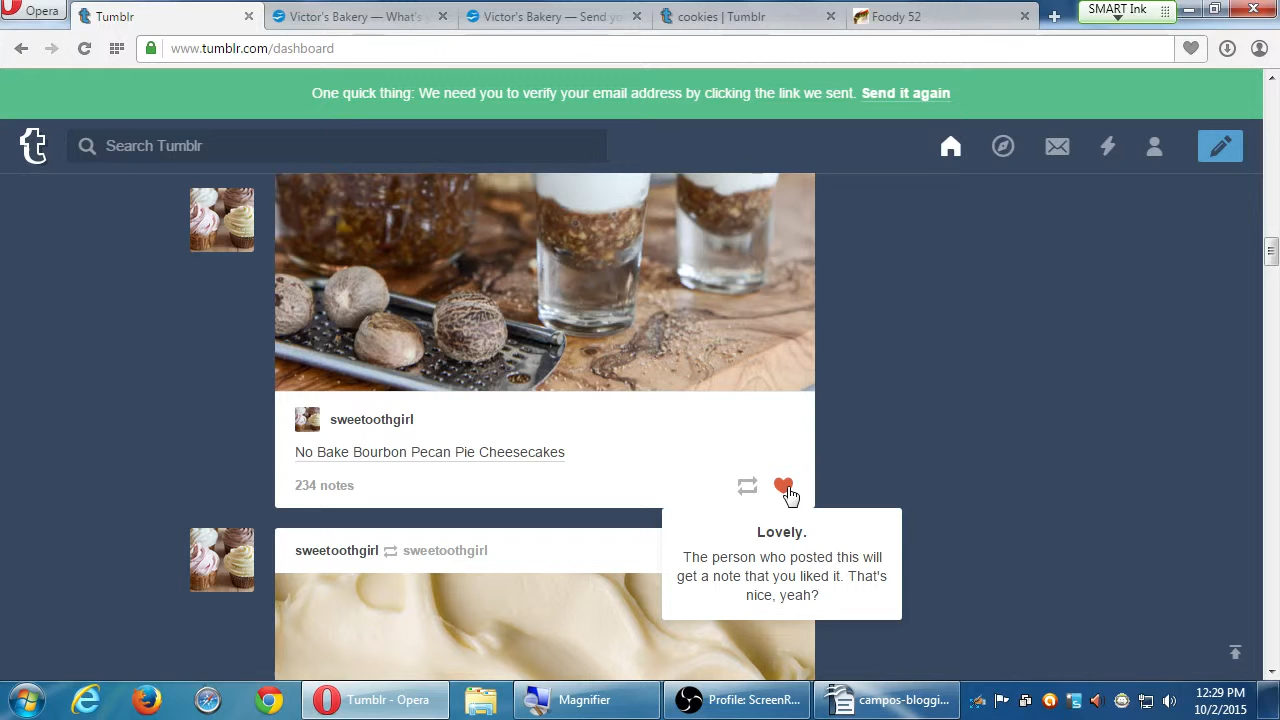 Opera
Tumblr
Victor's Bakery — What's y
Victor's Bakery — Send yo
cookies | Tumblr
Foody 52
SMART Ink
www.tumblr.com/dashboard
One quick thing: We need you to verify your email address by clicking the link we sent. Send it again
Search Tumblr
sweetoothgirl
No Bake Bourbon Pecan Pie Cheesecakes
234 notes
Lovely.
The person who posted this will
get a note that you liked it. That's
nice, yeah?
sweetoothgirl sweetoothgirl
Tumblr - Opera
Magnifier
Profile: ScreenR...
campos-bloggi...
12:29 PM
10/2/2015